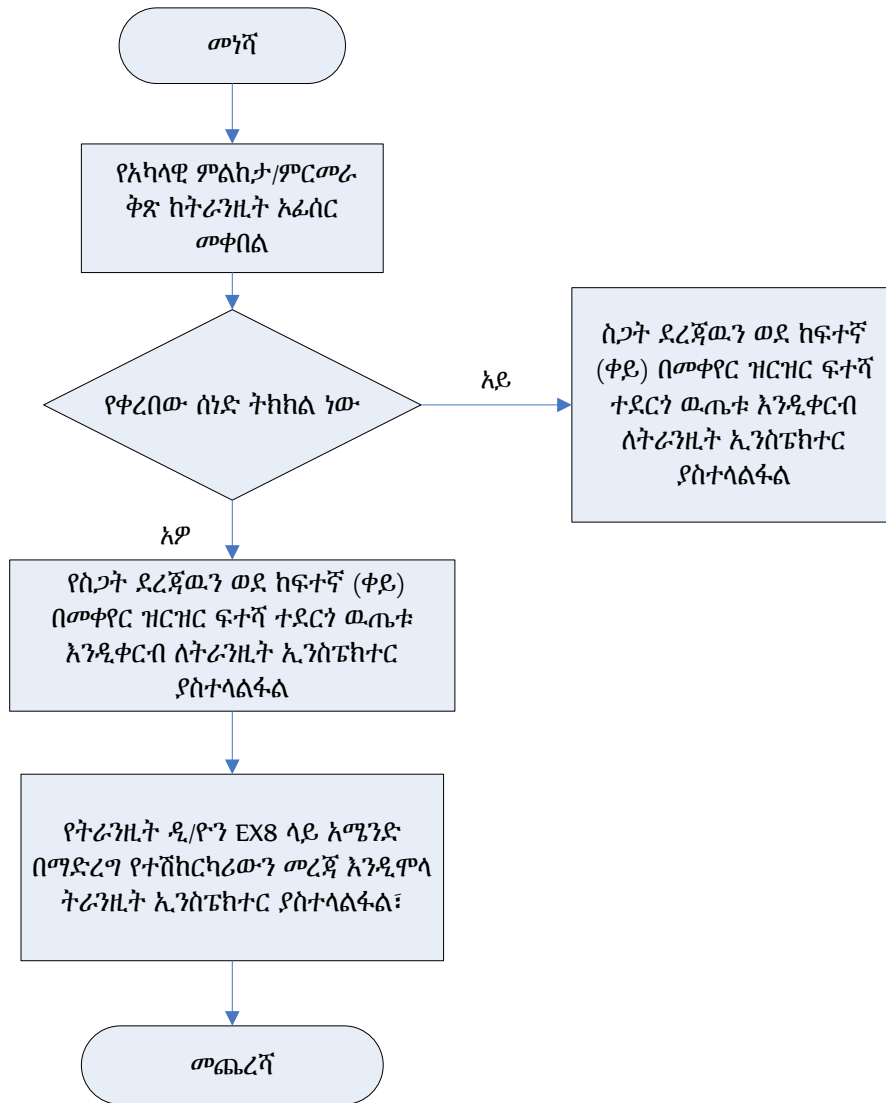 መነሻ
የአካላዊ ምልከታ/ምርመራ
ቅጽ ከትራንዚት ኦፊሰር
መቀበል
የቀረበው ሰነድ ትክክል ነው
አይ
ስጋት ደረጃዉን ወደ ከፍተኛ
(ቀይ) በመቀየር ዝርዝር ፍተሻ
ተደርጎ ዉጤቱ እንዲቀርብ
ለትራንዚት ኢንስፔክተር
ያስተላልፋል
አዎ
የስጋት ደረጃዉን ወደ ከፍተኛ (ቀይ)
በመቀየር ዝርዝር ፍተሻ ተደርጎ ዉጤቱ
እንዲቀርብ ለትራንዚት ኢንስፔክተር
ያስተላልፋል
የትራንዚት ዲ/ዮን EX8 ላይ አሜንድ
በማድረግ የተሽከርካሪውን መረጃ እንዲሞላ
ትራንዚት ኢንስፔክተር ያስተላልፋል፣
መጨረሻ